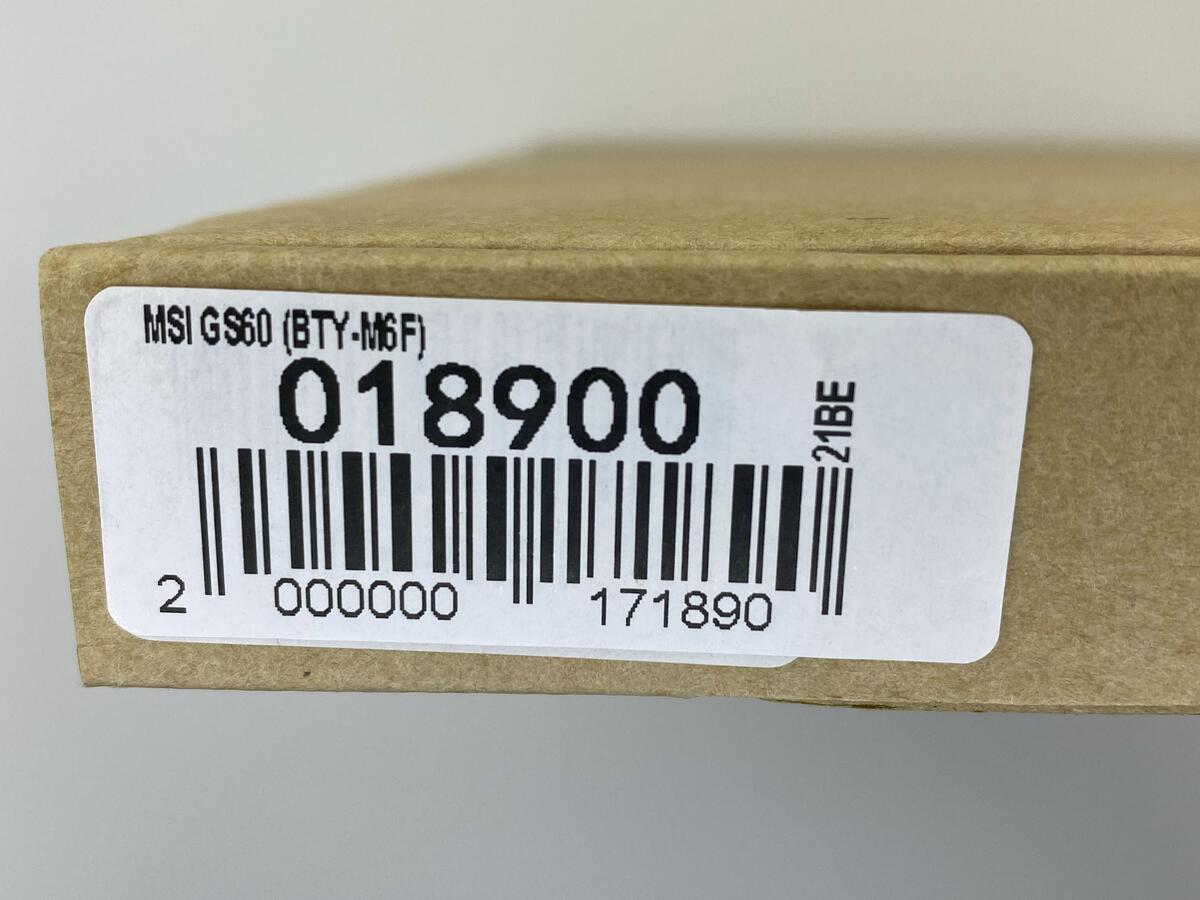 MSI GS60 (BTY-M6F)
018900
21BE
2 000000 171890